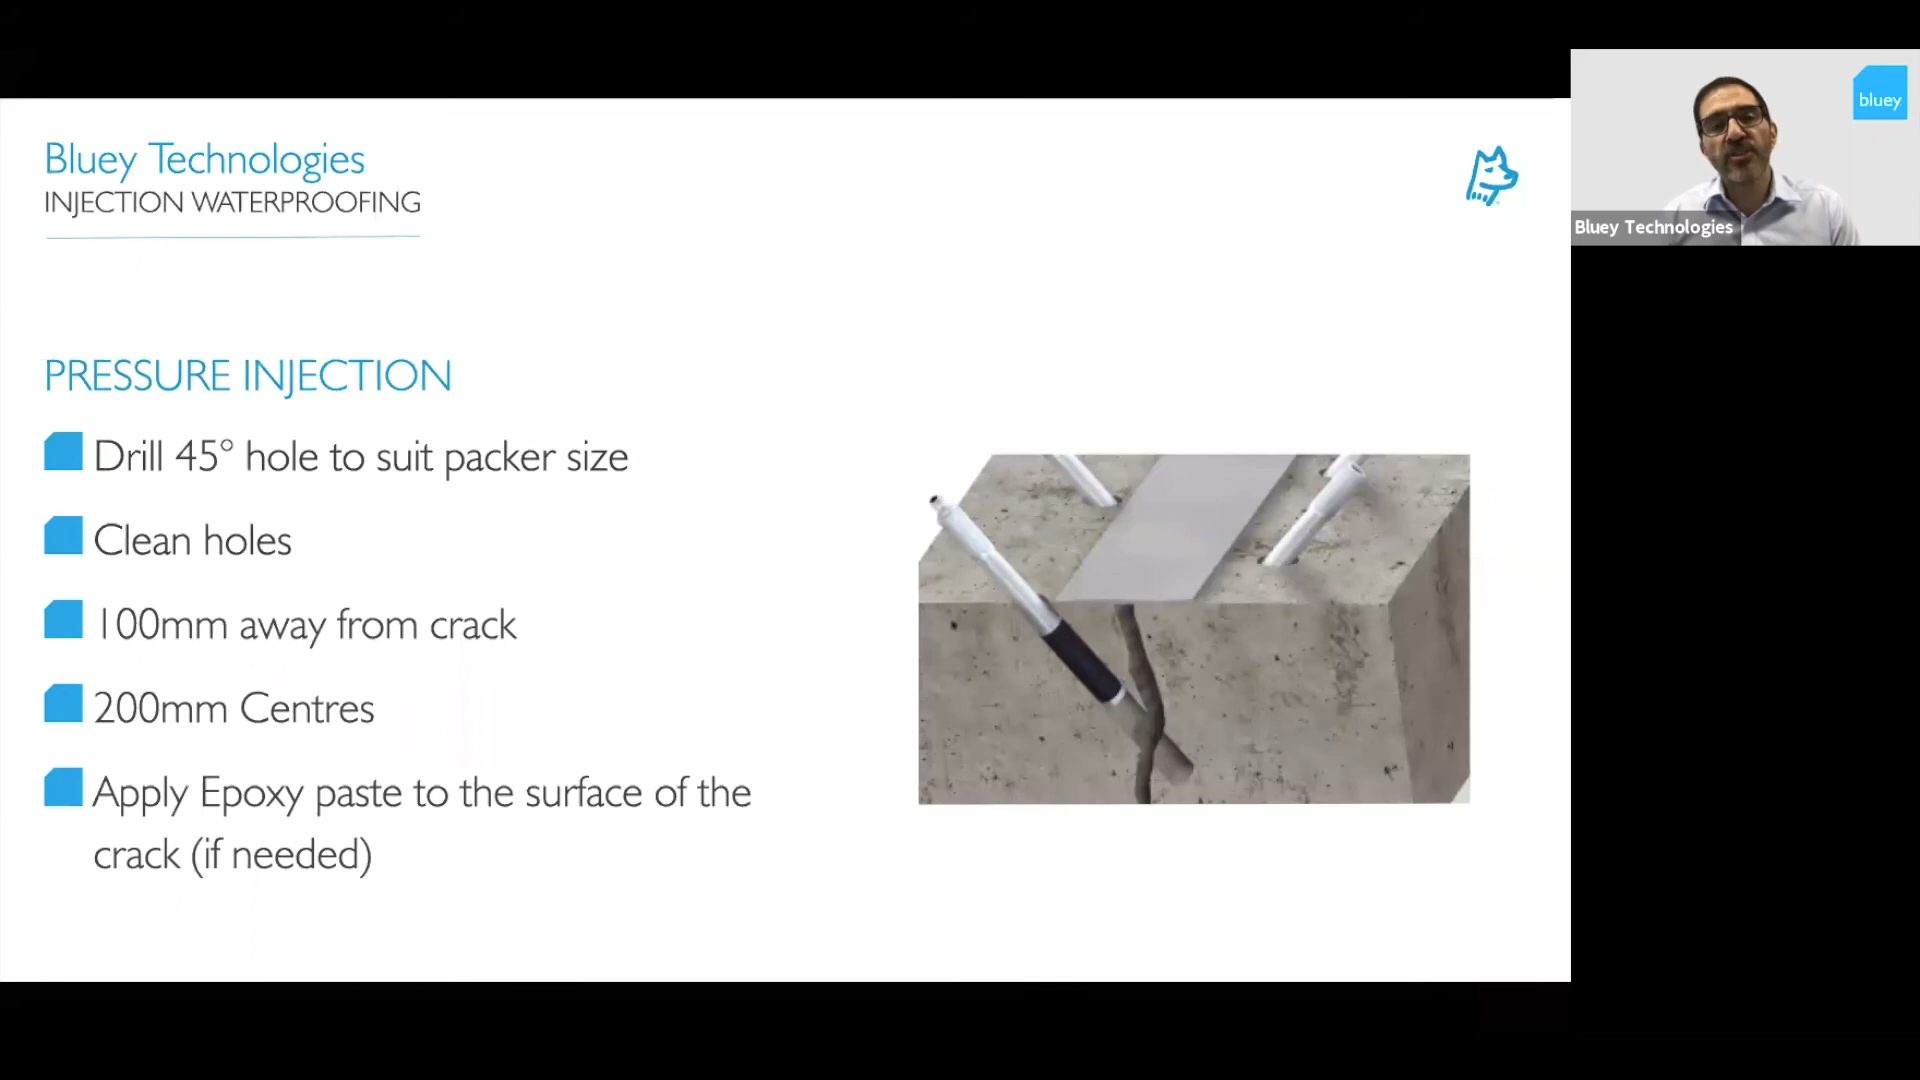 Bluey Technologies
INJECTION WATERPROOFING
PRESSURE INJECTION
Drill 45° hole to suit packer size
Clean holes
100mm away from crack
200mm Centres
Apply Epoxy paste to the surface of the
crack (if needed)
bluey
Bluey Technologies